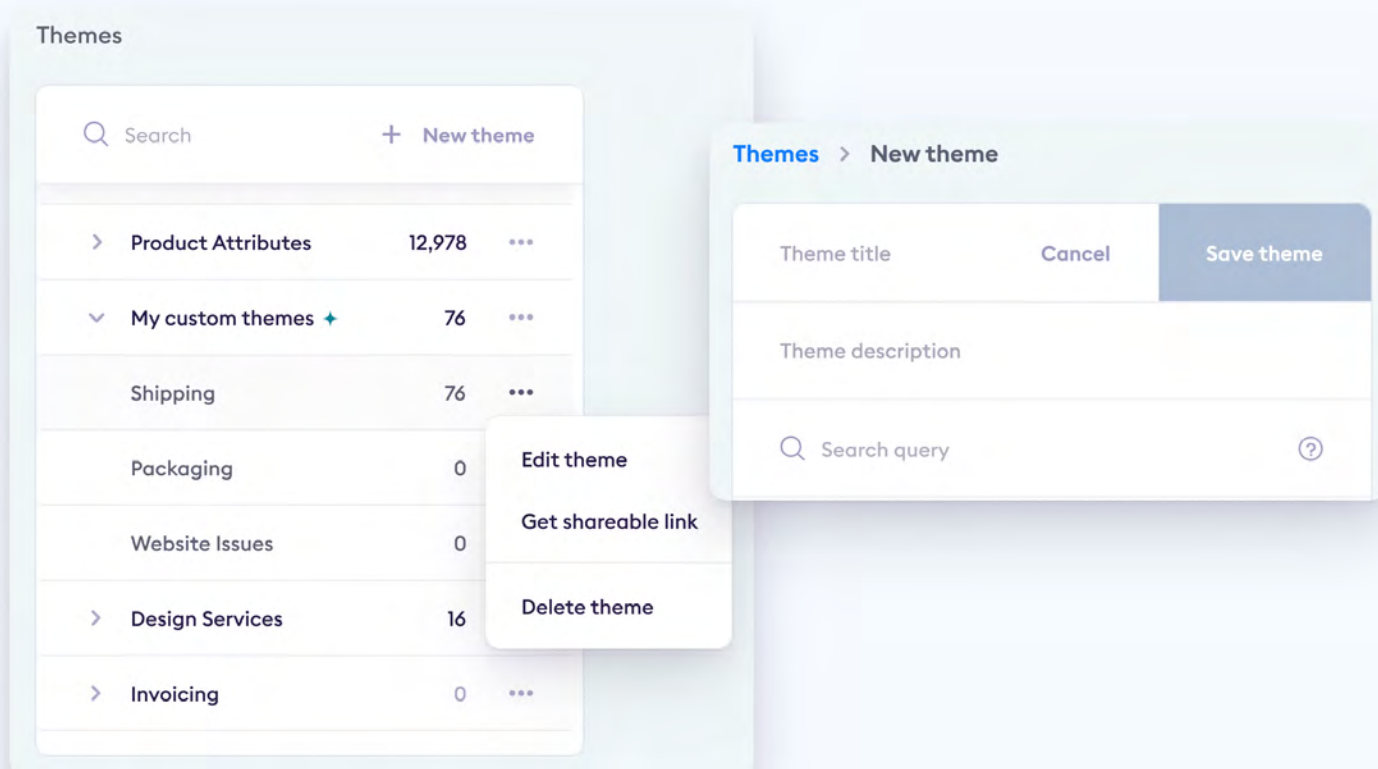 Themes
Search
+ New theme
Product Attributes 12,978 •••
My custom themes 76 •••
Shipping 76 •••
Packaging 0
Website Issues 0
Design Services 16
Invoicing 0 •••
Edit theme
Get shareable link
Delete theme
Themes > New theme
Theme title Cancel Save theme
Theme description
Search query ?